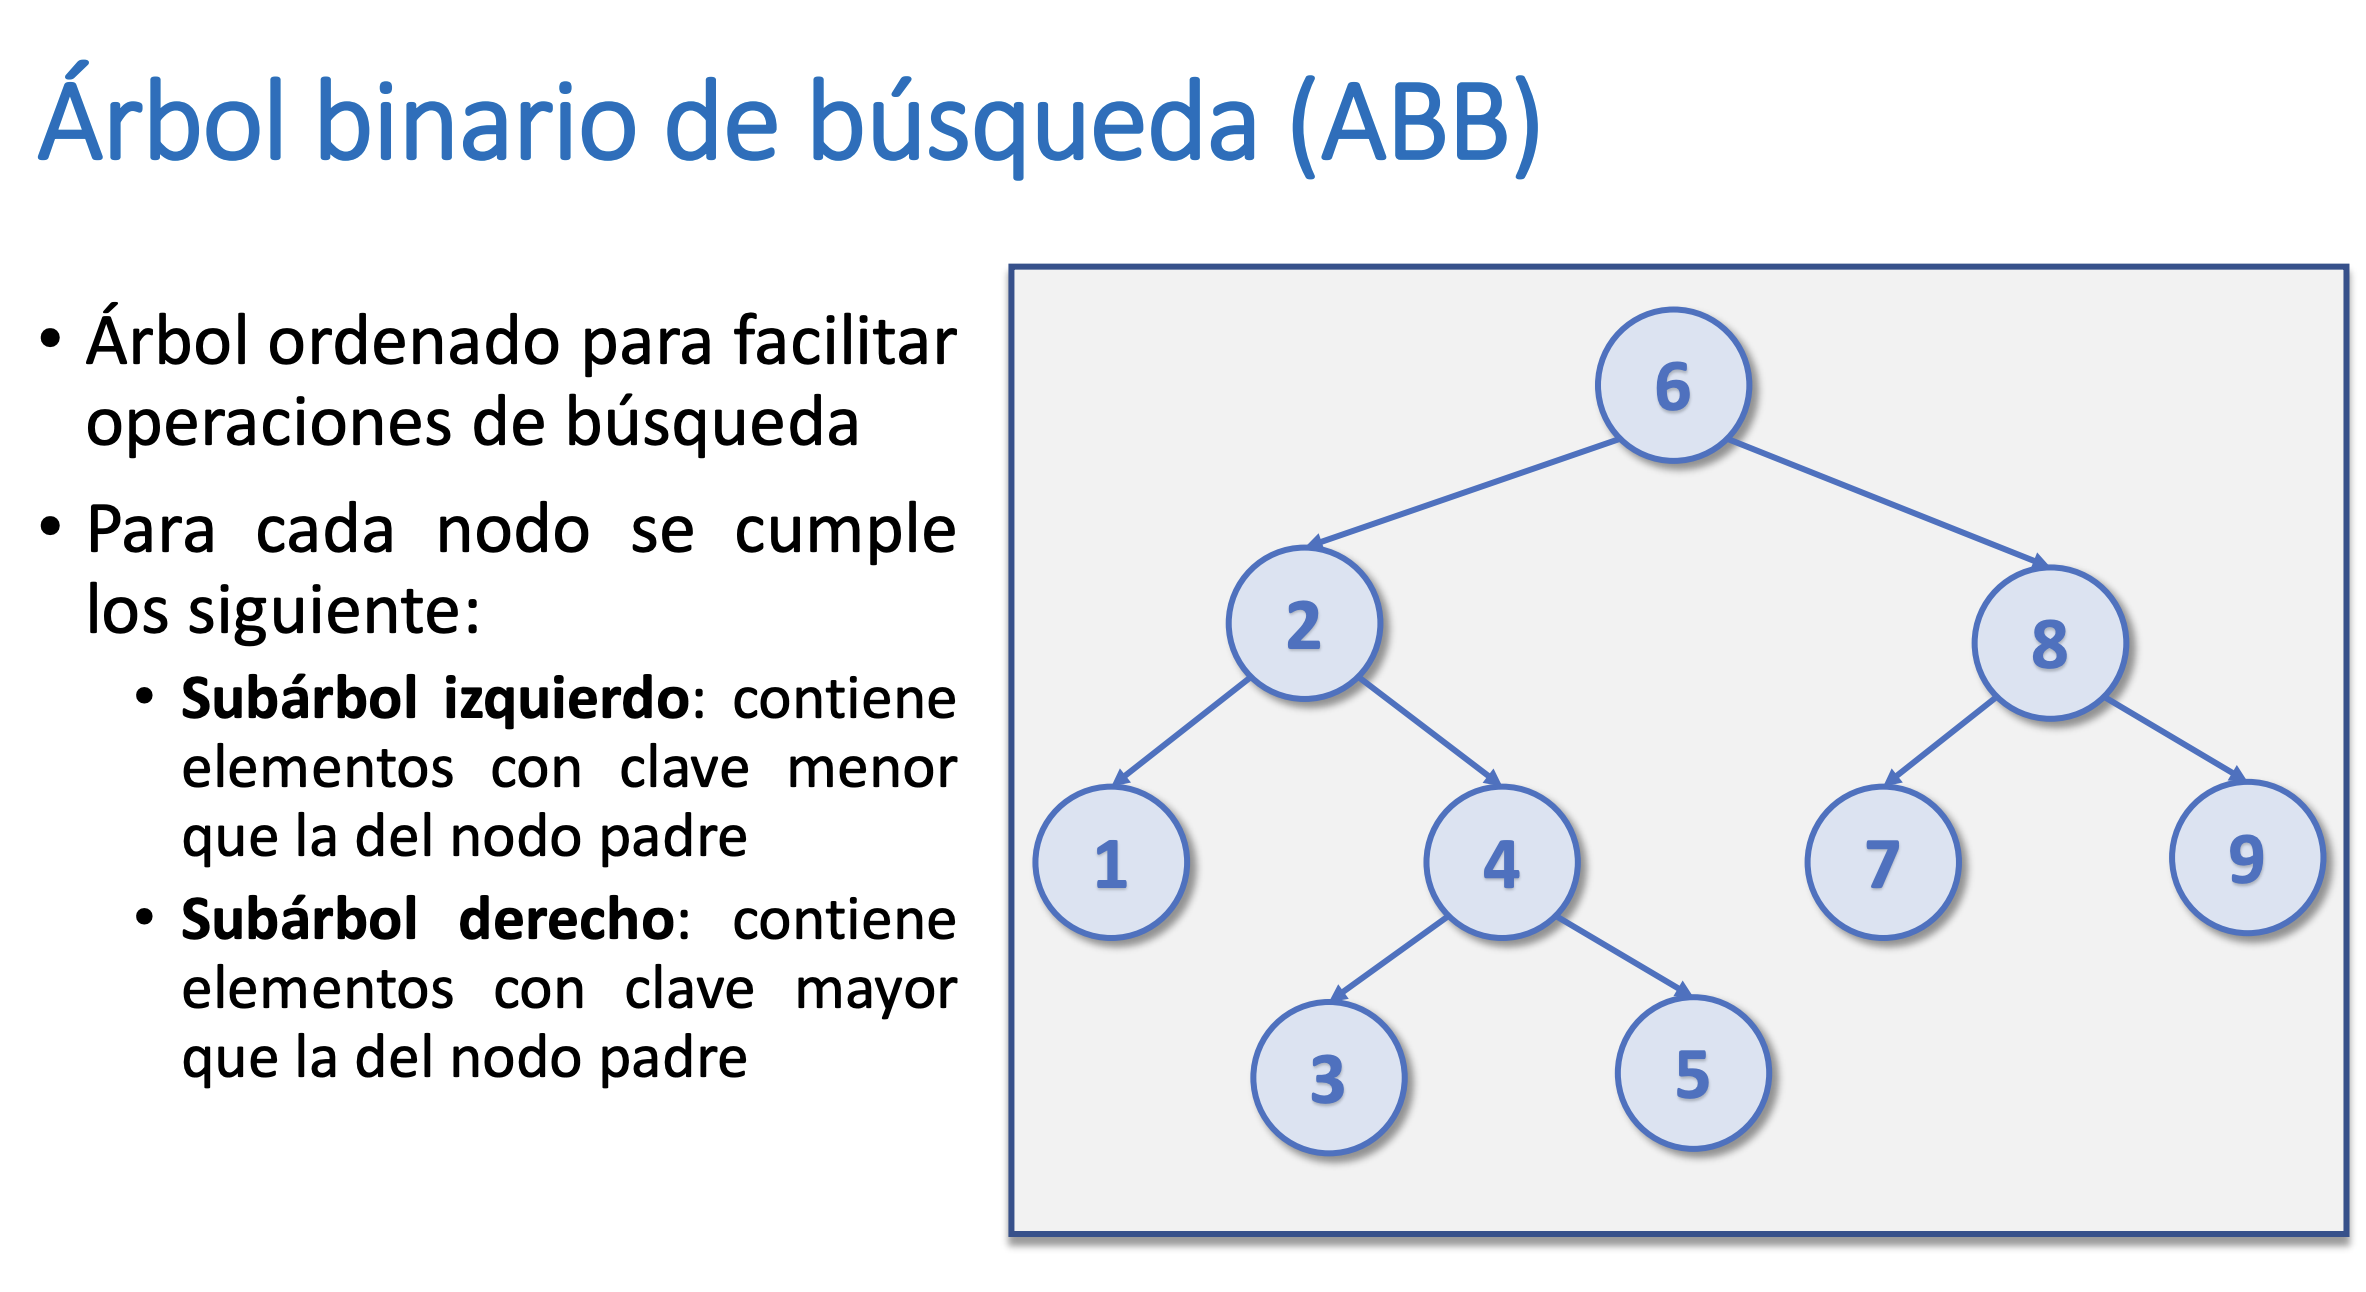 Árbol binario de búsqueda (ABB)
• Árbol ordenado para facilitar
operaciones de búsqueda
• Para cada nodo se cumple
los siguiente:
• Subárbol izquierdo: contiene
elementos con clave menor
que la del nodo padre
• Subárbol derecho: contiene
elementos con clave mayor
que la del nodo padre
6
2
8
1
4
7
9
3
5